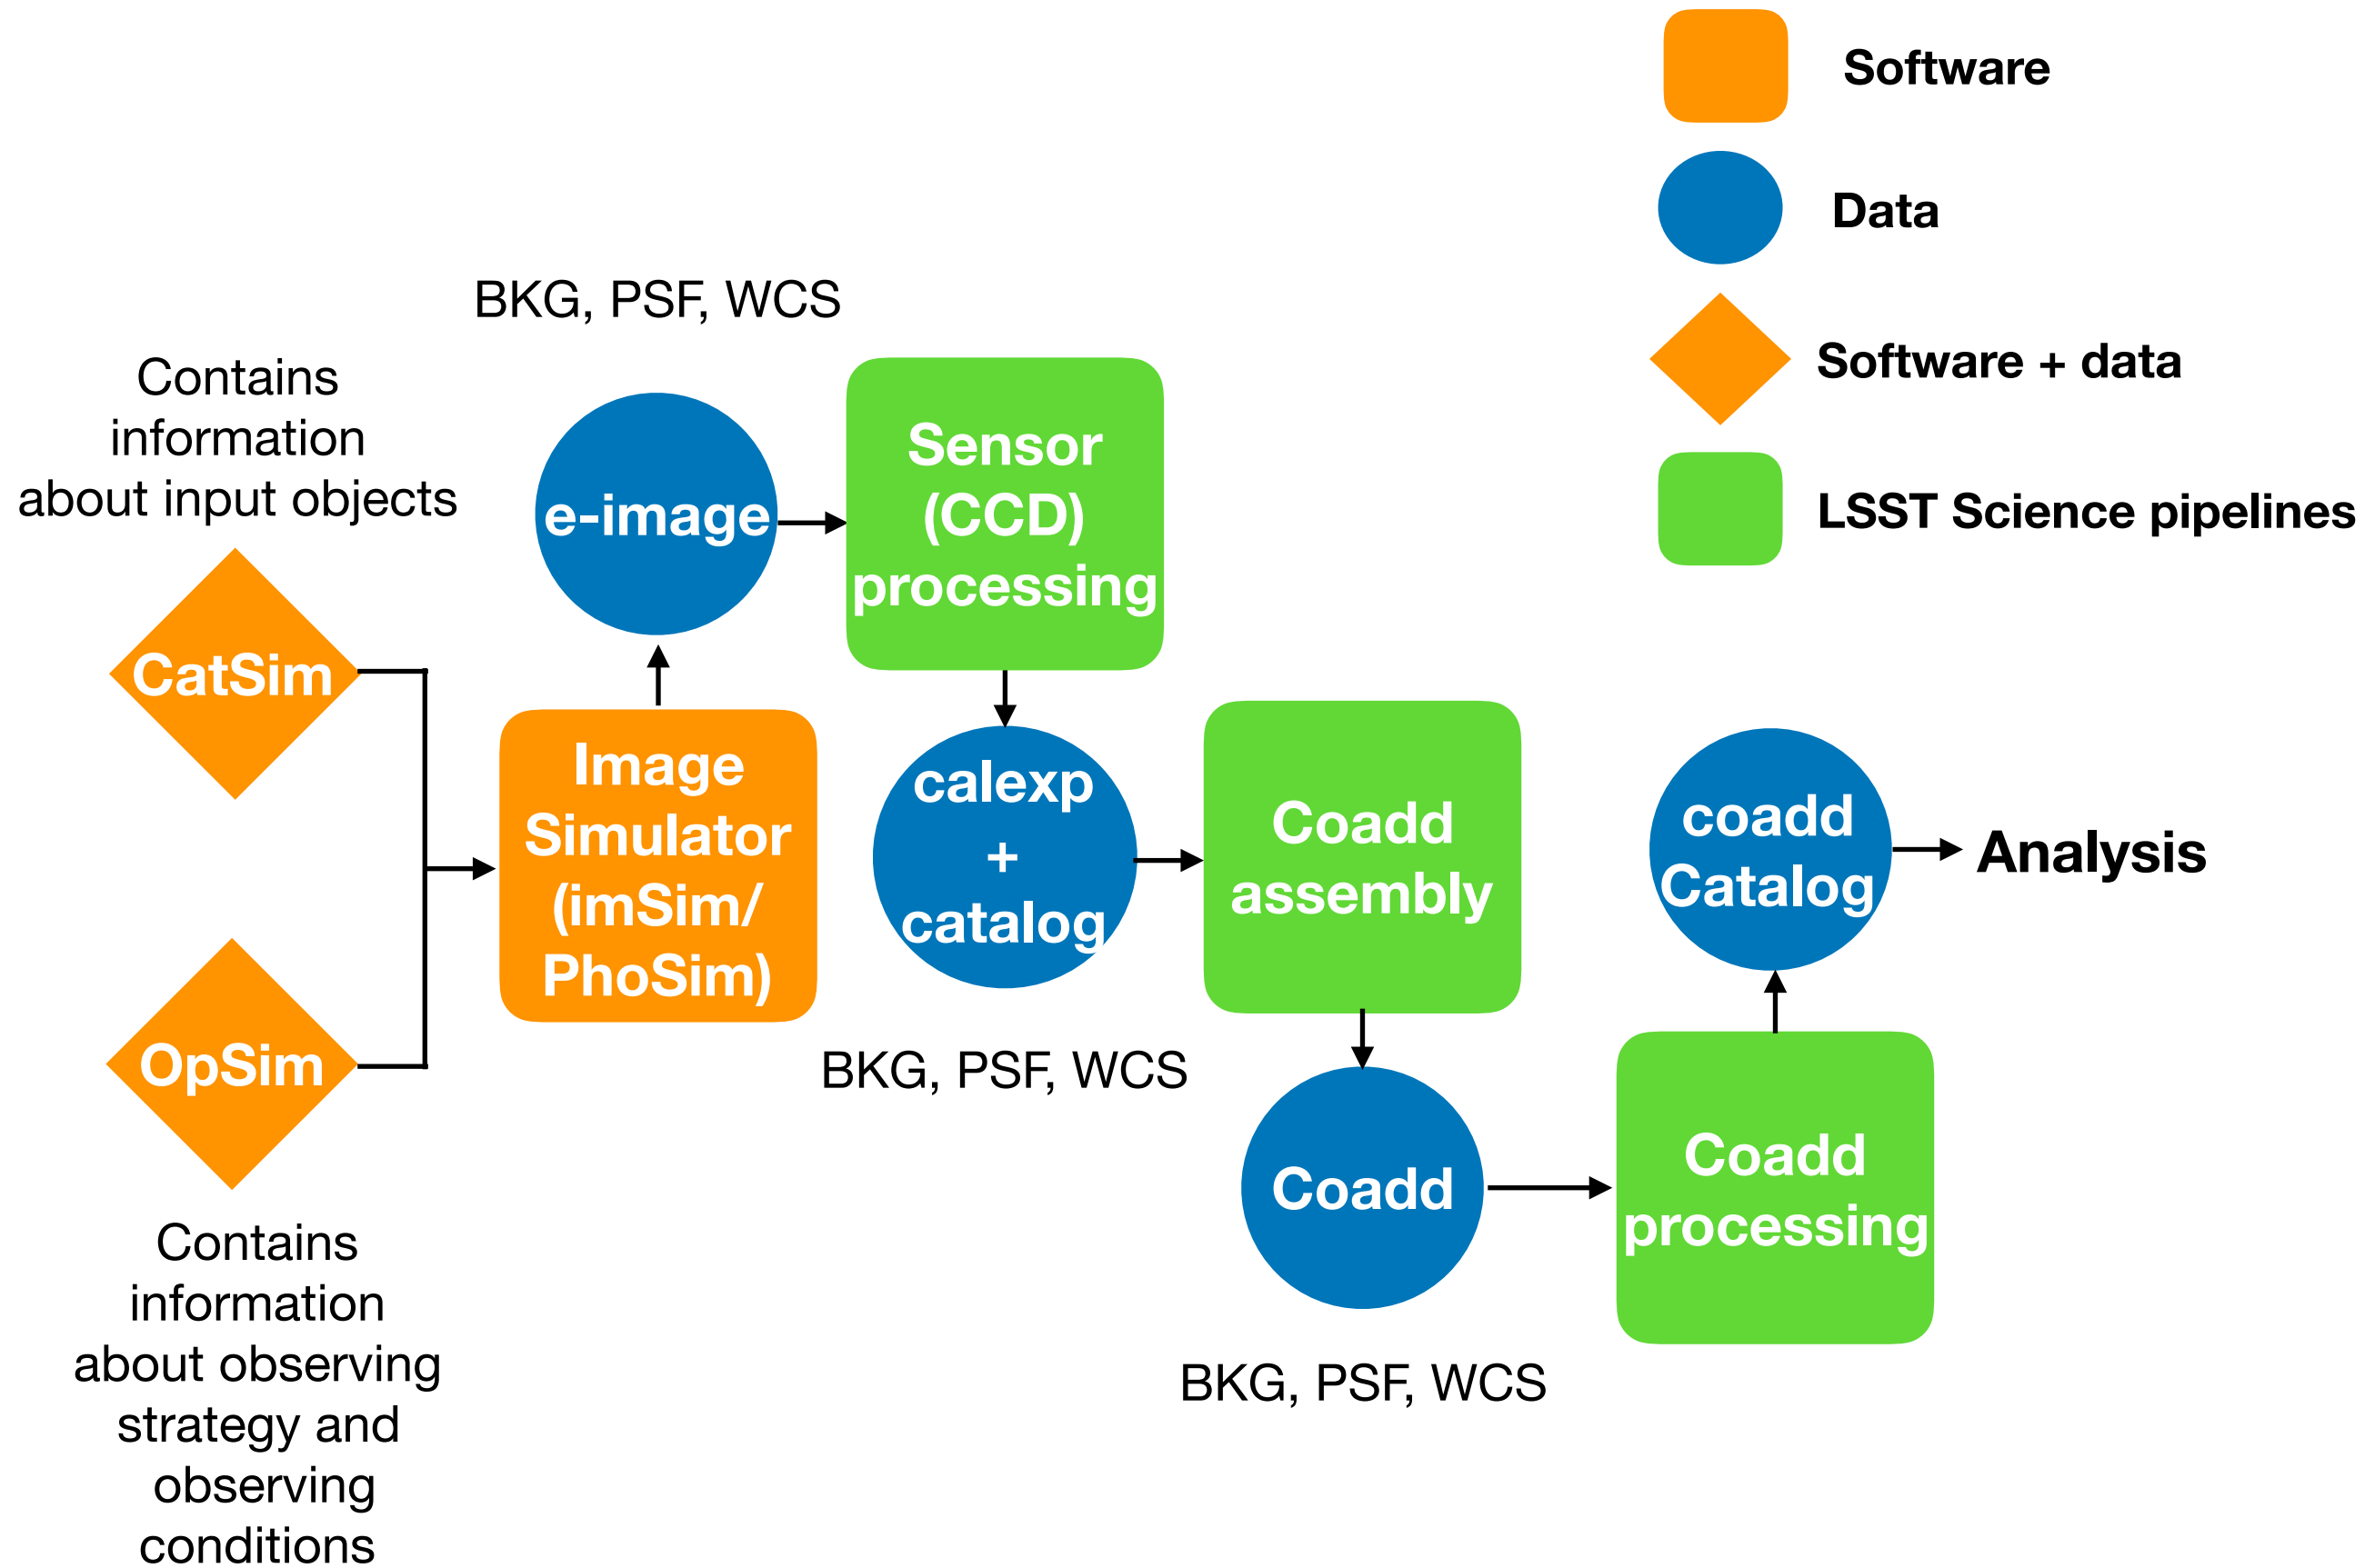 Software
Data
Software + data
LSST Science pipelines
BKG, PSF, WCS
Contains
information
about input objects
CatSim
OpSim
Contains
information
about observing
strategy and
observing
conditions
Image
Simulator
(imSim/
PhoSim)
e-image
Sensor
(CCD)
processing
calexp
+
catalog
BKG, PSF, WCS
Coadd
assembly
Coadd
BKG, PSF, WCS
Coadd
processing
coadd
Catalog
Analysis